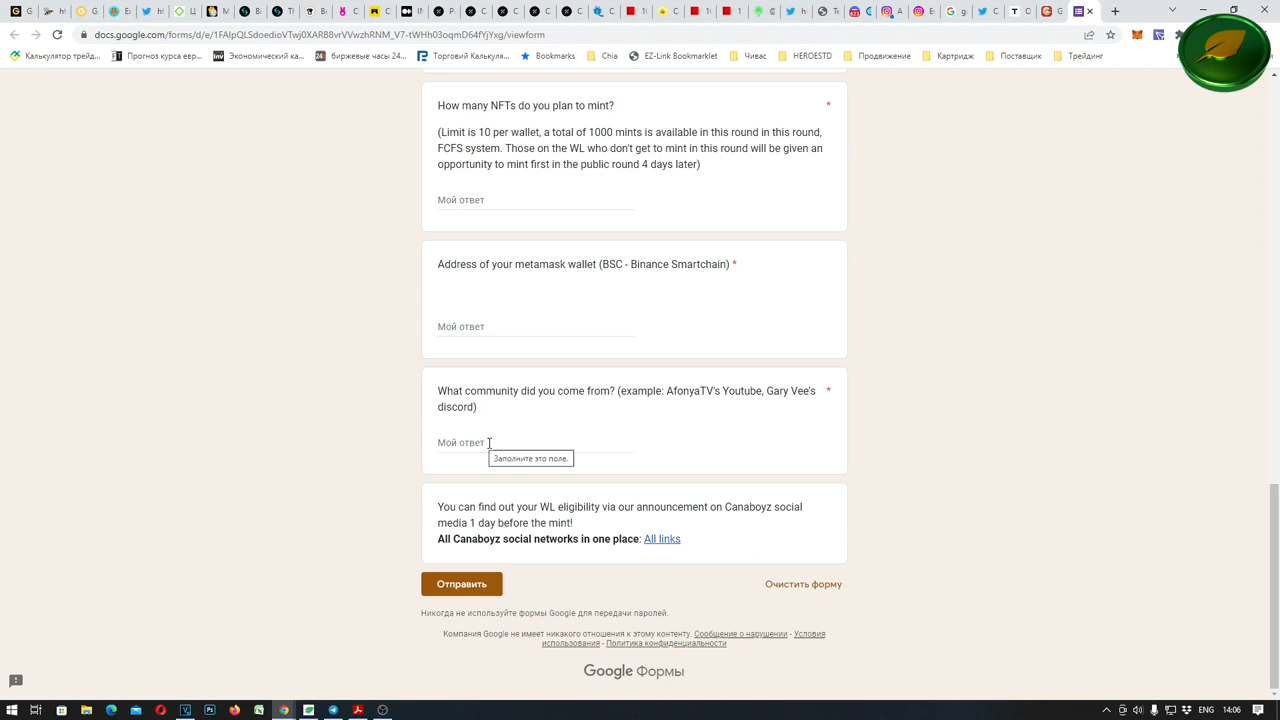 docs.google.com/forms/d/e/1FAIpQLSdoedioVTwj0XARB8vrVVwzhRNM_V7-tWHh03oqmD64fYjYxg/viewform
Калькулятор трейд...
Прогноз курса евр...
Экономический ка...
биржевые часы 24...
Торговий Калькуля...
Bookmarks
Chia
EZ-Link Bookmarklet
Чивас
HEROESTD
Продвижение
Картридж
Поставщик
Трейдинг
How many NFTs do you plan to mint? *
(Limit is 10 per wallet, a total of 1000 mints is available in this round in this round,
FCFS system. Those on the WL who don't get to mint in this round will be given an
opportunity to mint first in the public round 4 days later)
Мой ответ
Address of your metamask wallet (BSC - Binance Smartchain) *
Мой ответ
What community did you come from? (example: AfonyaTV's Youtube, Gary Vee's *
discord)
Мой ответ
Заполните это поле.
You can find out your WL eligibility via our announcement on Canaboyz social
media 1 day before the mint!
All Canaboyz social networks in one place: All links
Отправить
Очистить форму
Никогда не используйте формы Google для передачи паролей.
Компания Google не имеет никакого отношения к этому контенту. Сообщение о нарушении - Условия
использования - Политика конфиденциальности
Google Формы
ENG
14:06